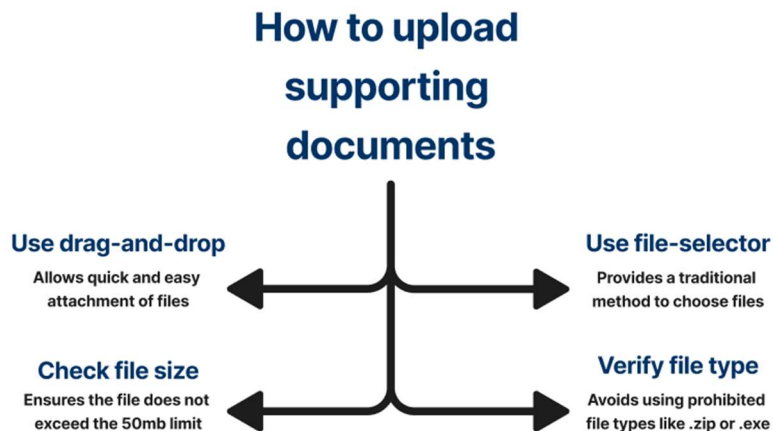 How to upload
supporting
documents
Use drag-and-drop
Allows quick and easy
attachment of files
Use file-selector
Provides a traditional
method to choose files
Check file size
Ensures the file does not
exceed the 50mb limit
Verify file type
Avoids using prohibited
file types like .zip or .exe